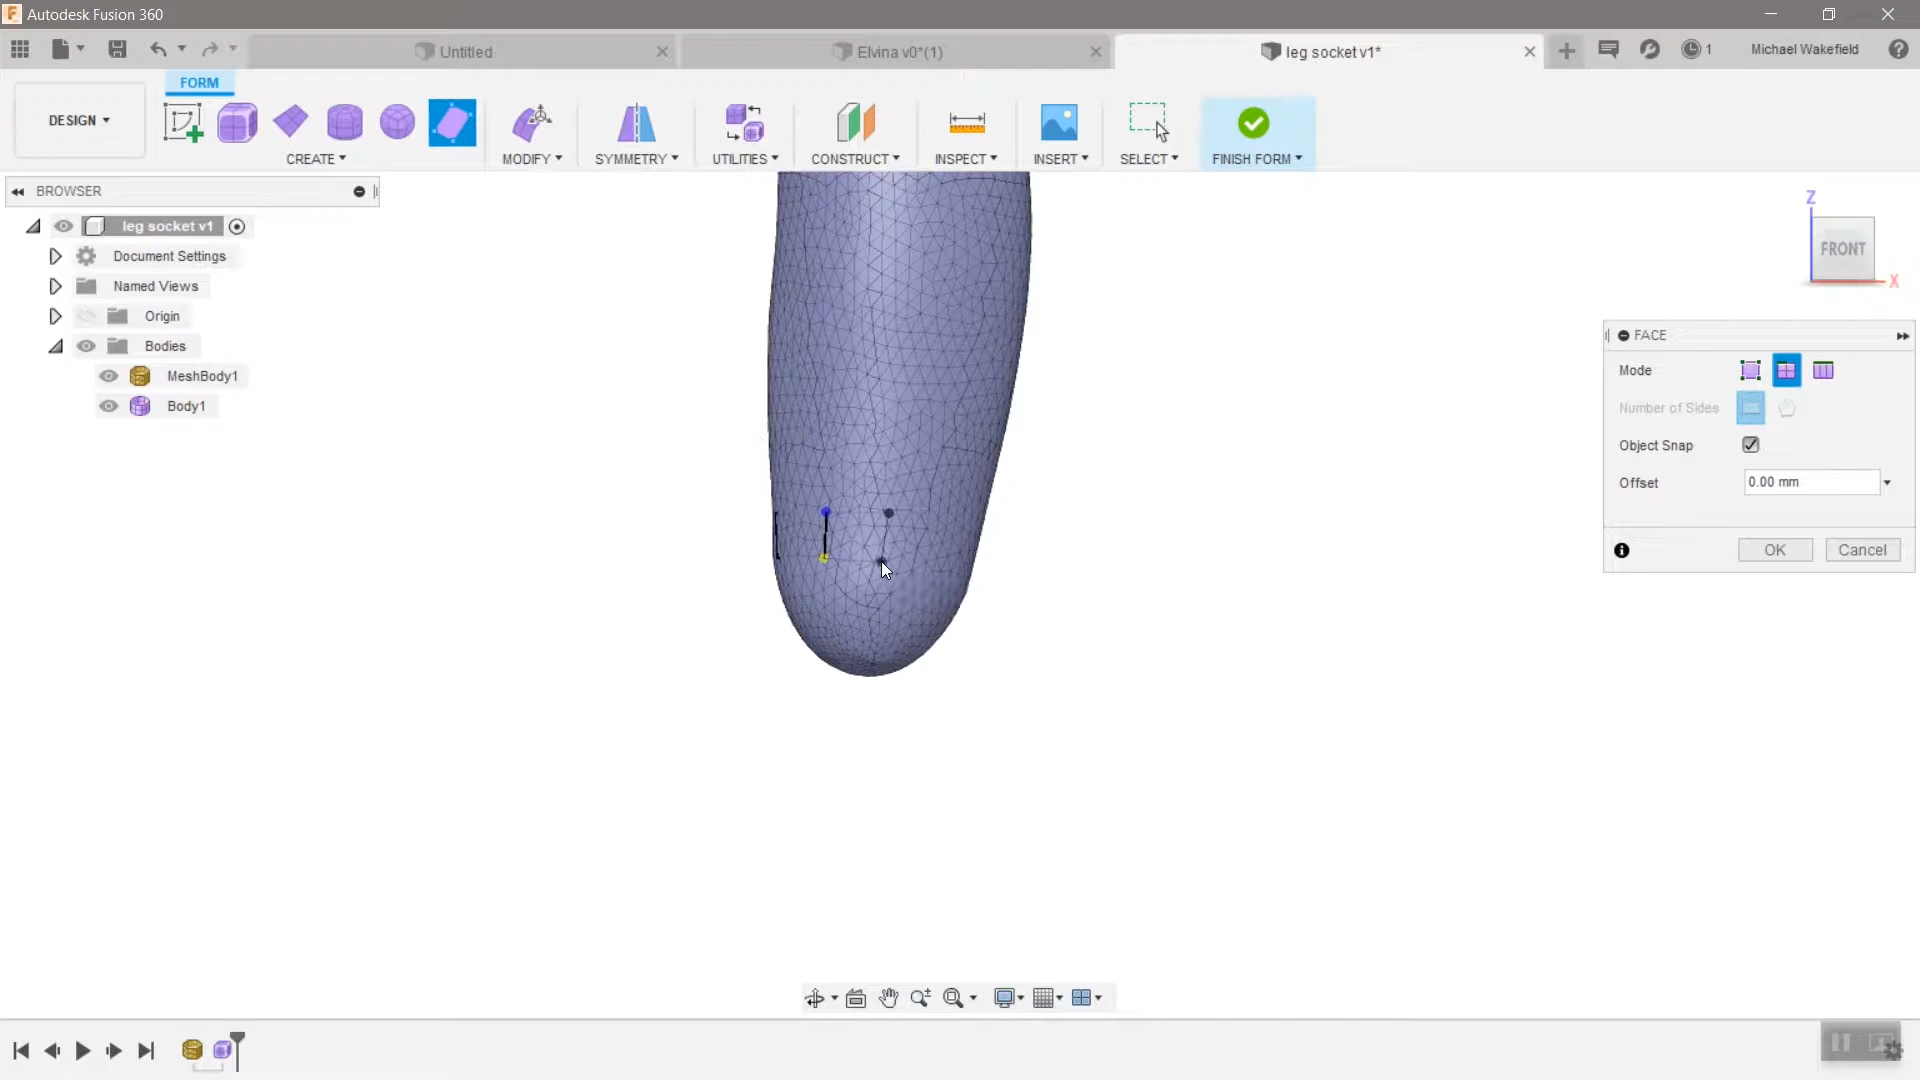 Autodesk Fusion 360
Untitled
Elvina v0*(1)
leg socket v1*
1
Michael Wakefield
FORM
DESIGN
CREATE
MODIFY
SYMMETRY
UTILITIES
CONSTRUCT
INSPECT
INSERT
SELECT
FINISH FORM
BROWSER
leg socket v1
Document Settings
Named Views
Origin
Bodies
MeshBody1
Body1
Z
FRONT
X
FACE
Mode
Number of Sides
Object Snap
Offset
0.00 mm
OK
Cancel